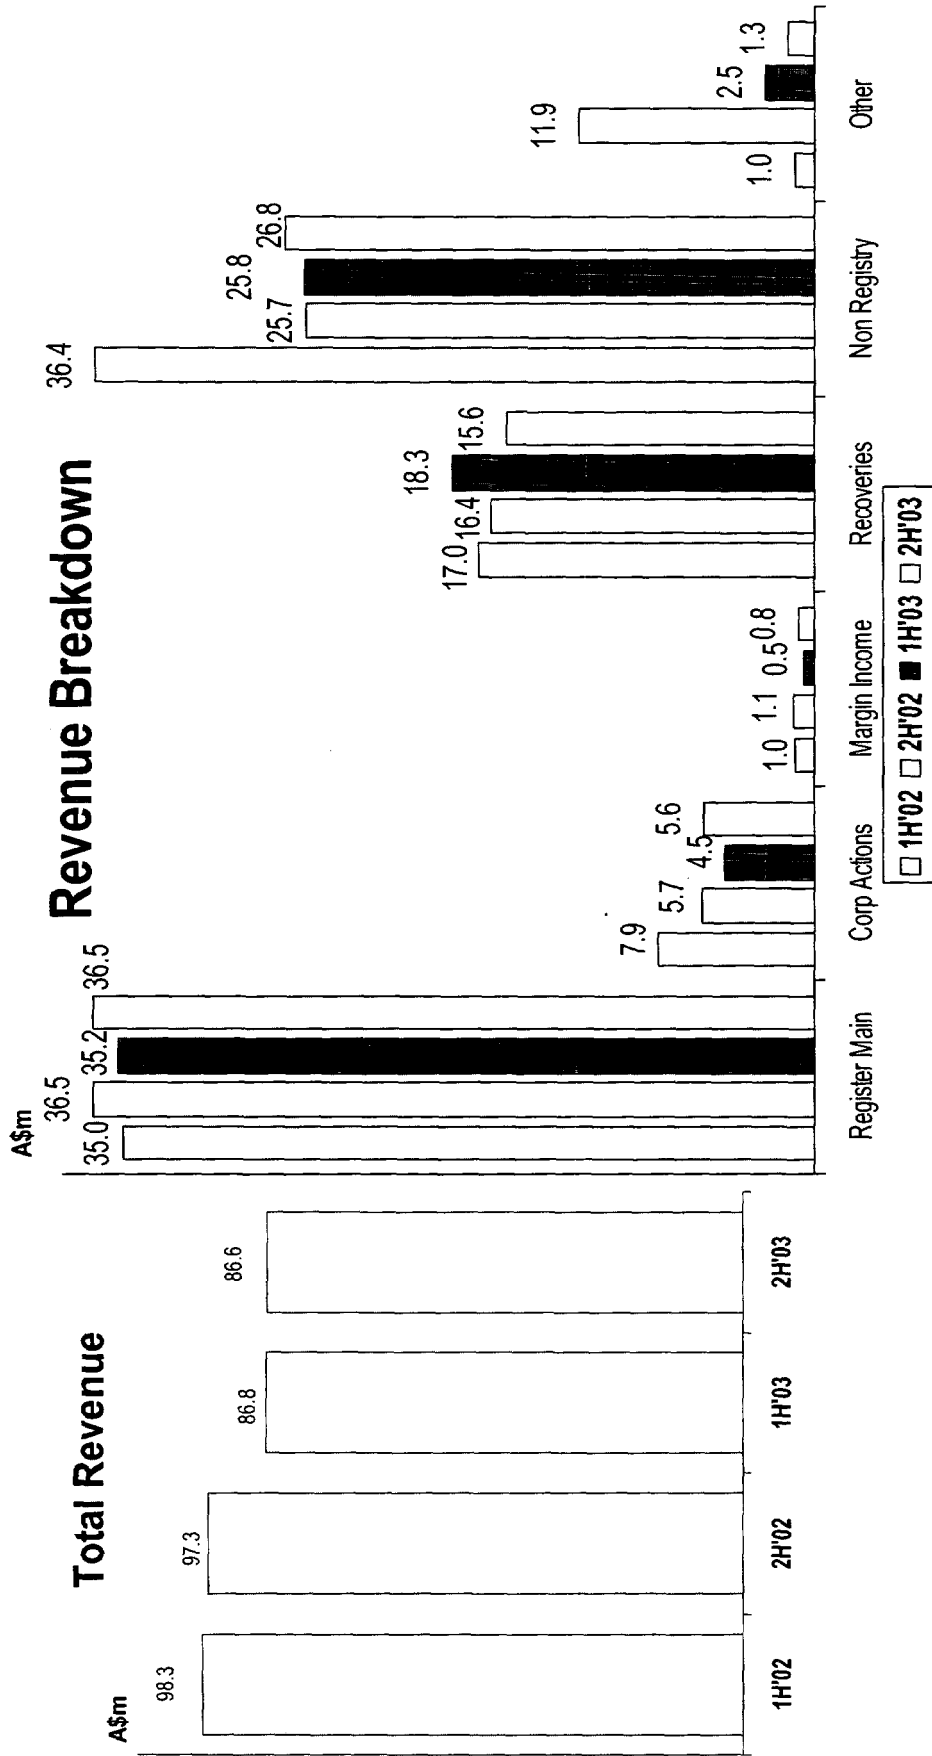 Total Revenue
A$m
98.3
97.3
86.8
86.6
1H'02
2H'02
1H'03
2H'03
Revenue Breakdown
A$m
35.0
36.5
35.2
36.5
7.9
5.7
4.5
5.6
1.0
1.1
0.5
0.8
17.0
16.4
18.3
15.6
36.4
25.7
25.8
26.8
1.0
11.9
2.5
1.3
Register Main
Corp Actions
Margin Income
Recoveries
Non Registry
Other
1H'02 2H'02 1H'03 2H'03